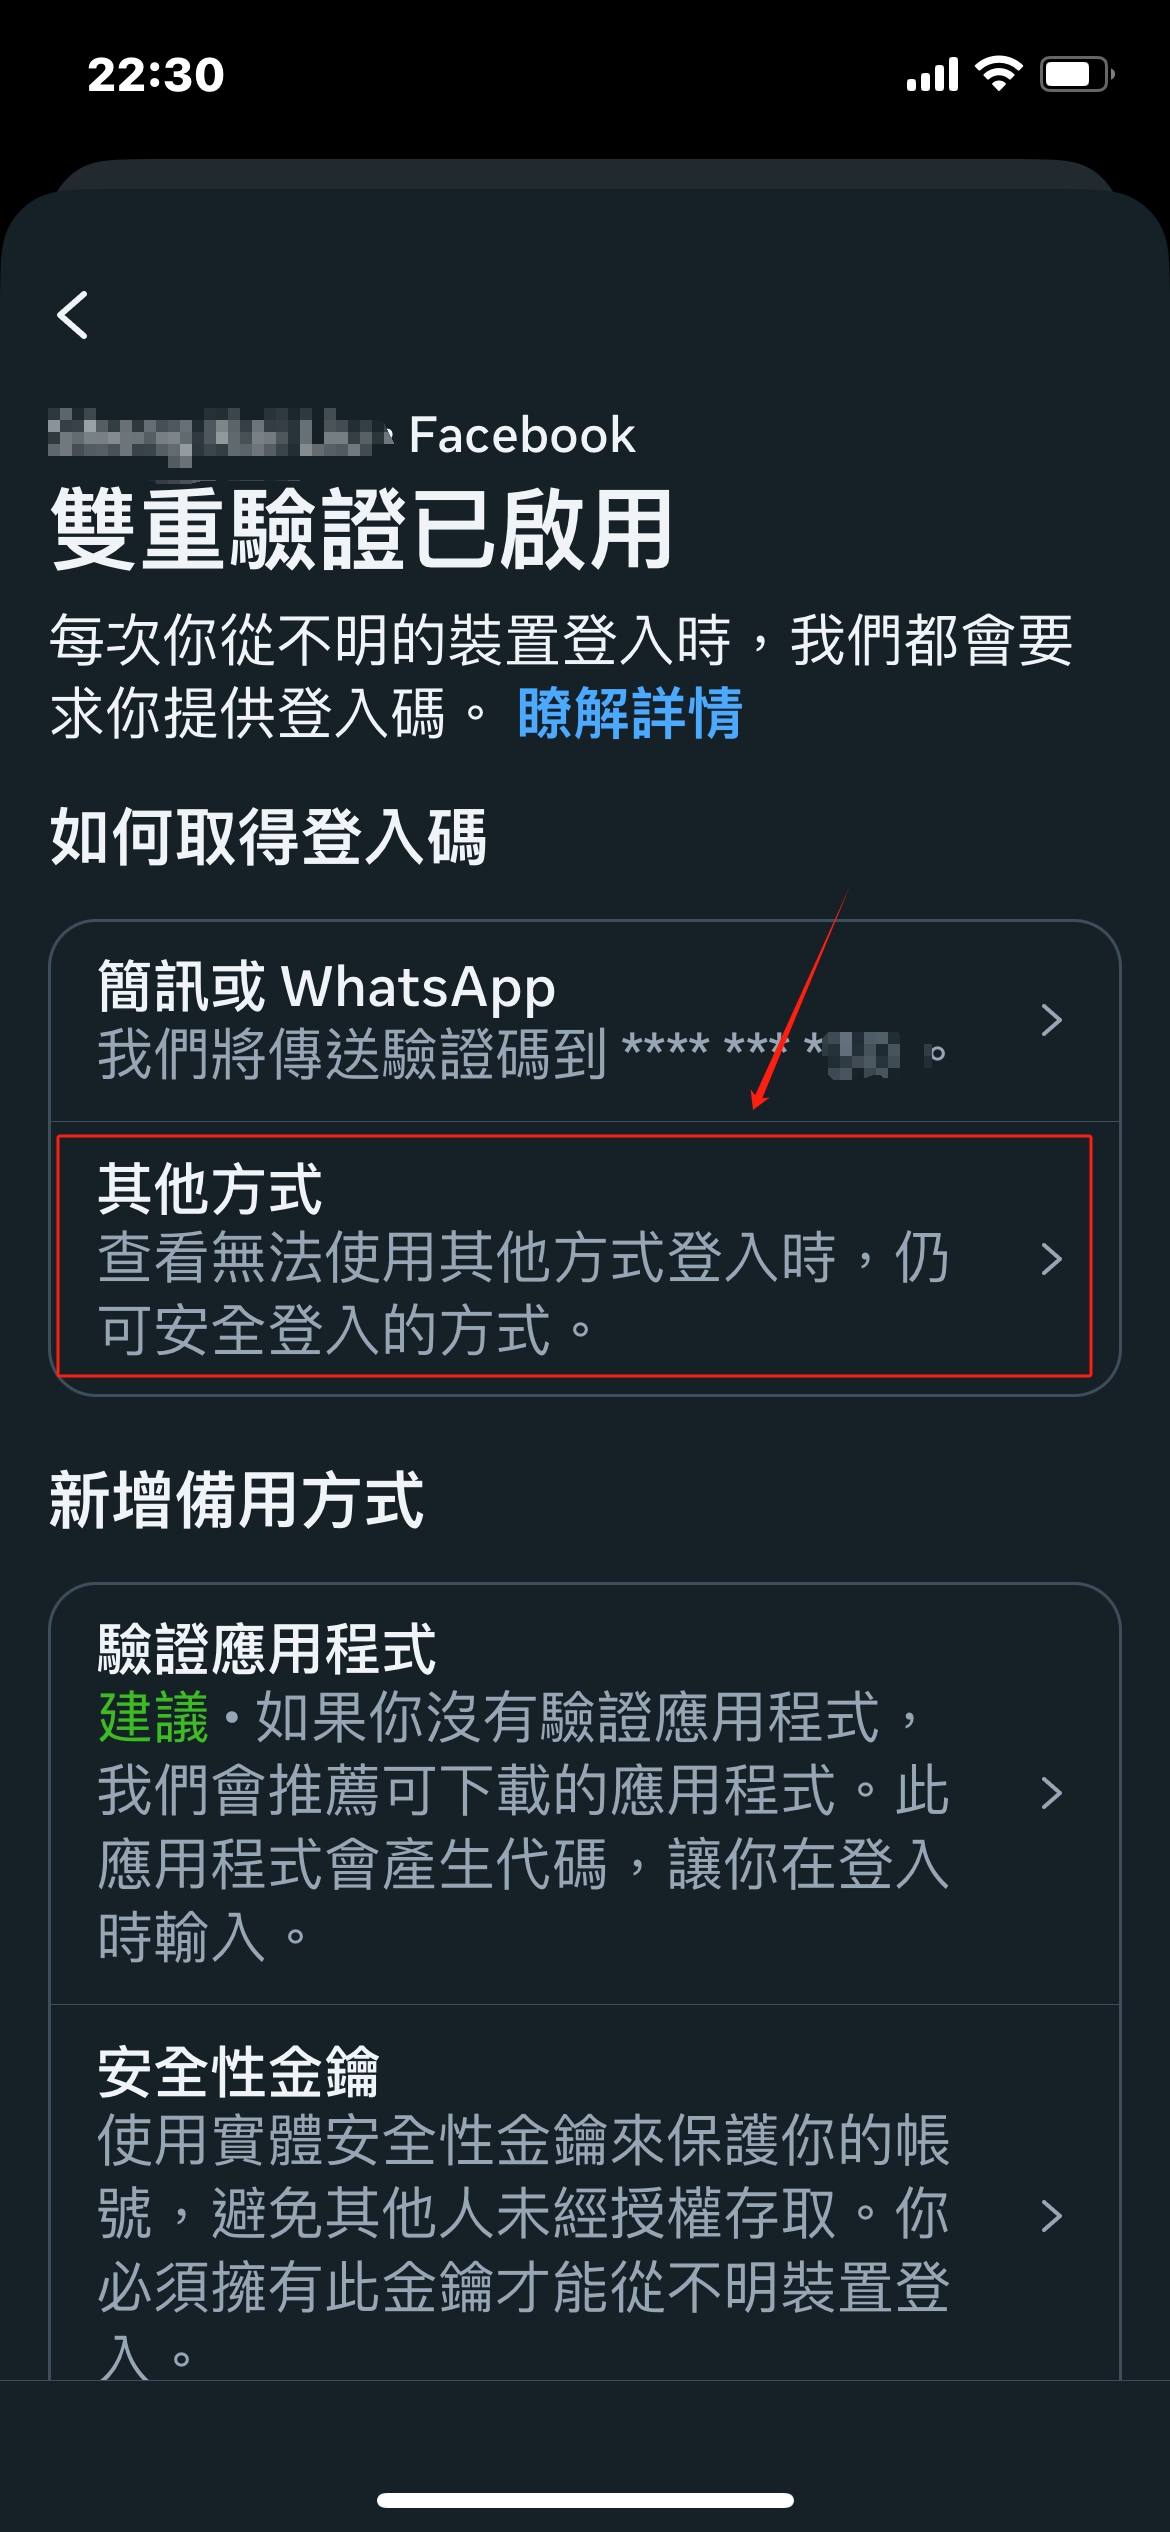 22:30
Facebook
雙重驗證已啟用
每次你從不明的裝置登入時，我們都會要
求你提供登入碼。 瞭解詳情
如何取得登入碼
簡訊或 WhatsApp
我們將傳送驗證碼到 **** *** * 。
其他方式
查看無法使用其他方式登入時，仍
可安全登入的方式。
新增備用方式
驗證應用程式
建議・如果你沒有驗證應用程式，
我們會推薦可下載的應用程式。此
應用程式會產生代碼，讓你在登入
時輸入。
安全性金鑰
使用實體安全性金鑰來保護你的帳
號，避免其他人未經授權存取。你
必須擁有此金鑰才能從不明裝置登
入。